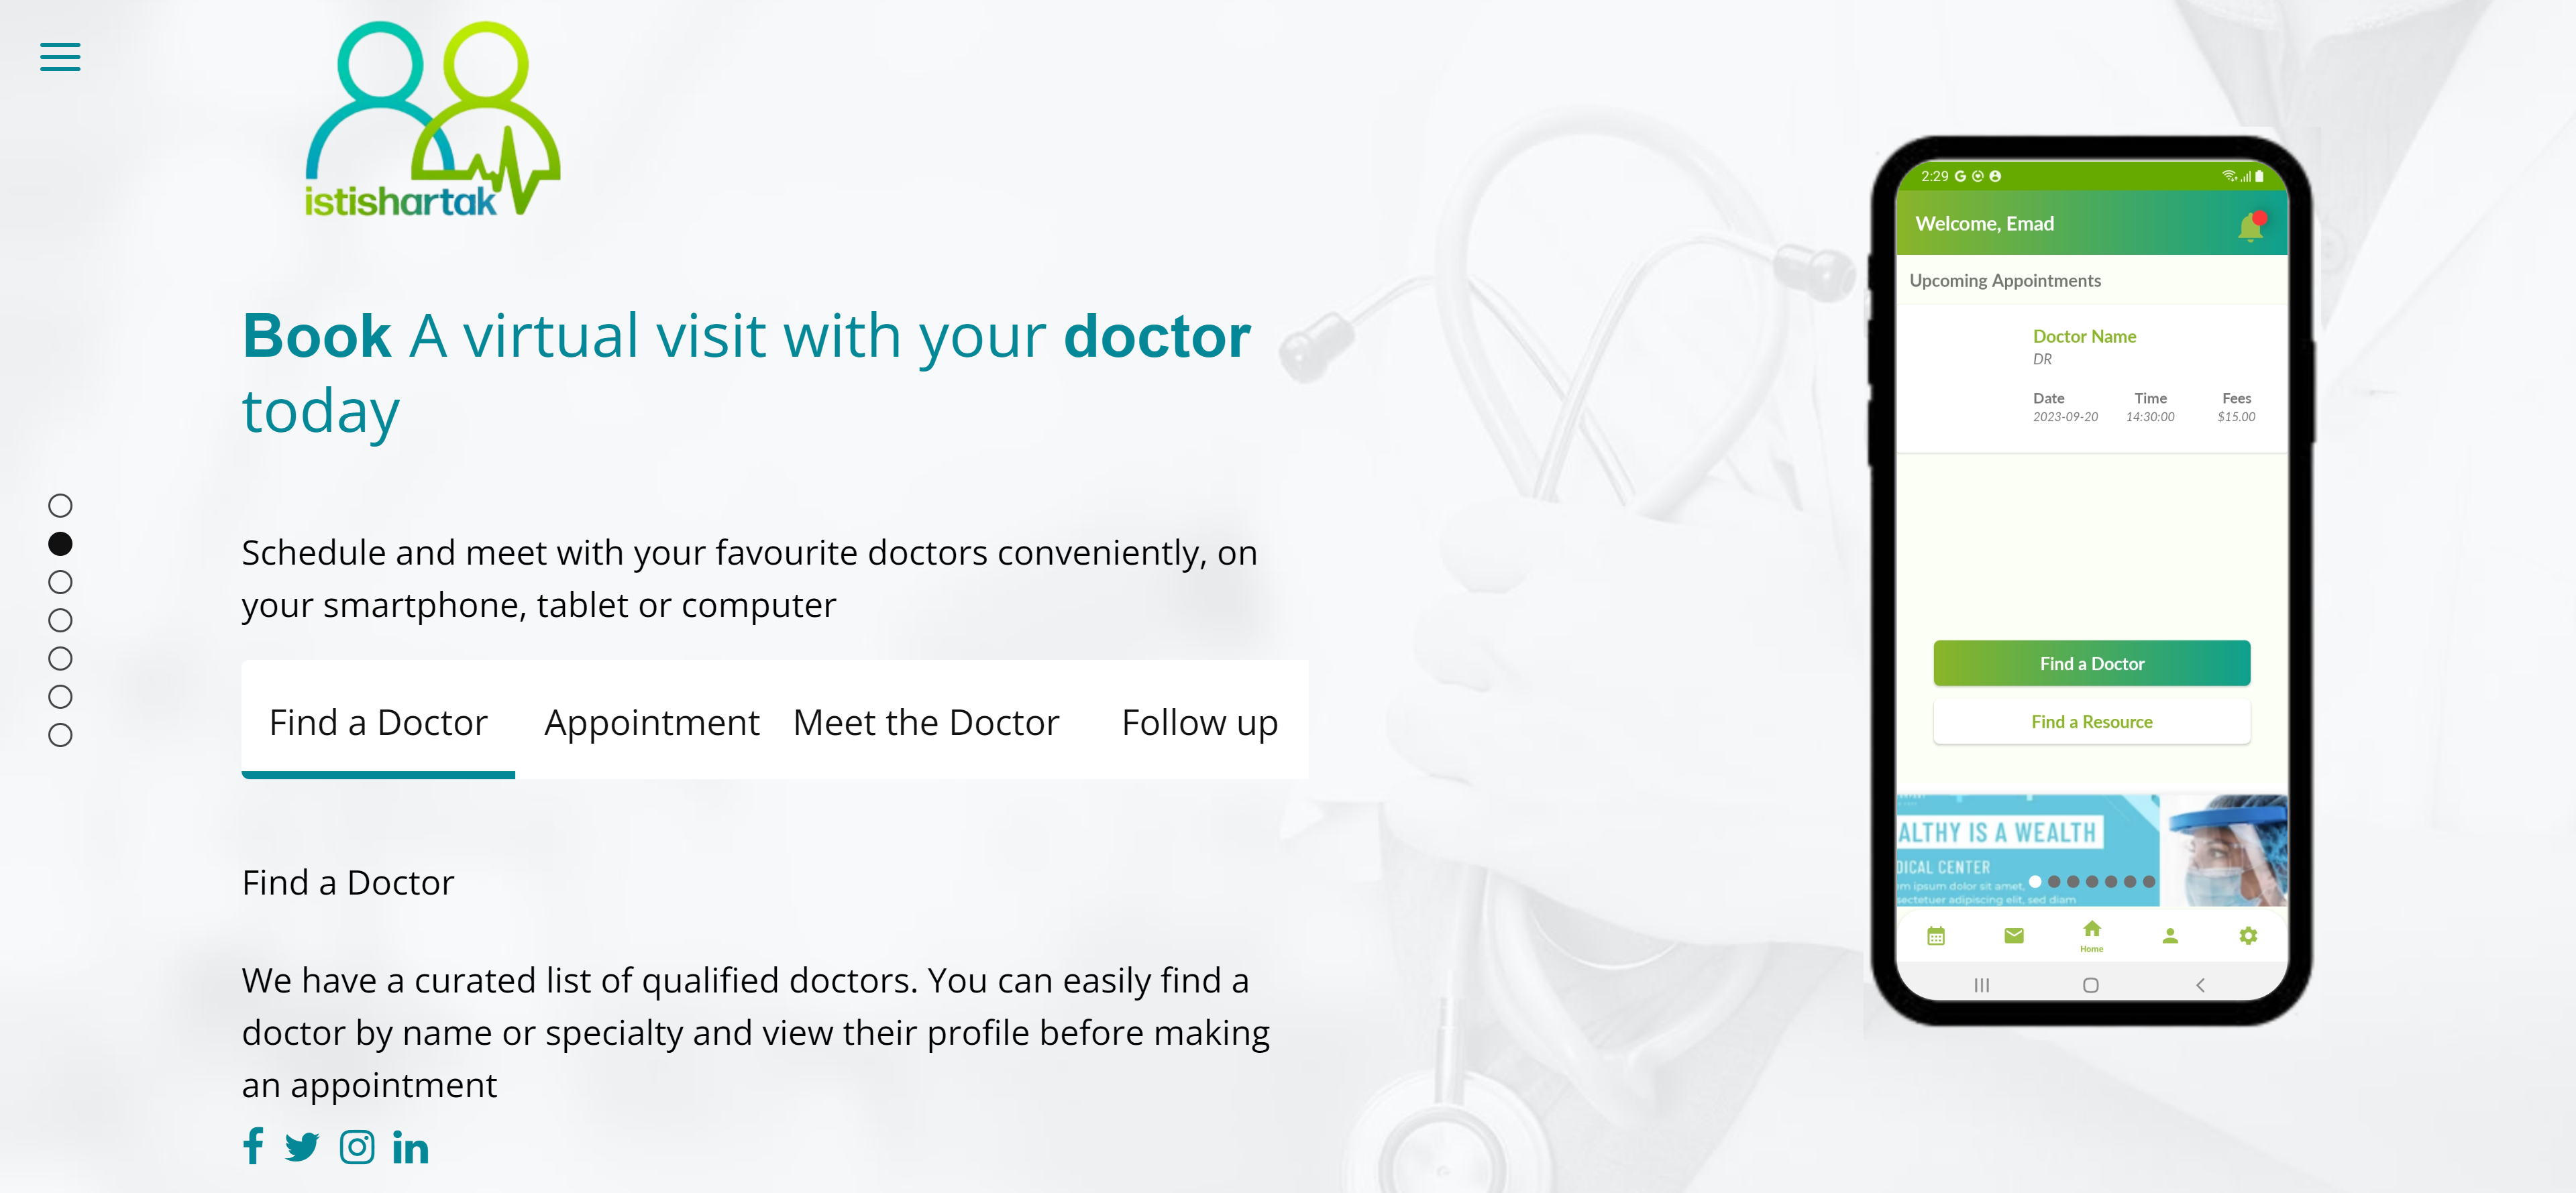 istishartak
Book A virtual visit with your doctor
today
Schedule and meet with your favourite doctors conveniently, on
your smartphone, tablet or computer
Find a Doctor Appointment Meet the Doctor Follow up
Find a Doctor
We have a curated list of qualified doctors. You can easily find a
doctor by name or specialty and view their profile before making
an appointment
2:29
Welcome, Emad
Upcoming Appointments
Doctor Name
DR
Date Time Fees
2023-09-20 14:30:00 $15.00
Find a Doctor
Find a Resource
ALTHY IS A WEALTH
DICAL CENTER
em ipsum dolor sit amet,
sectetuer adipiscing elit, sed diam
Home